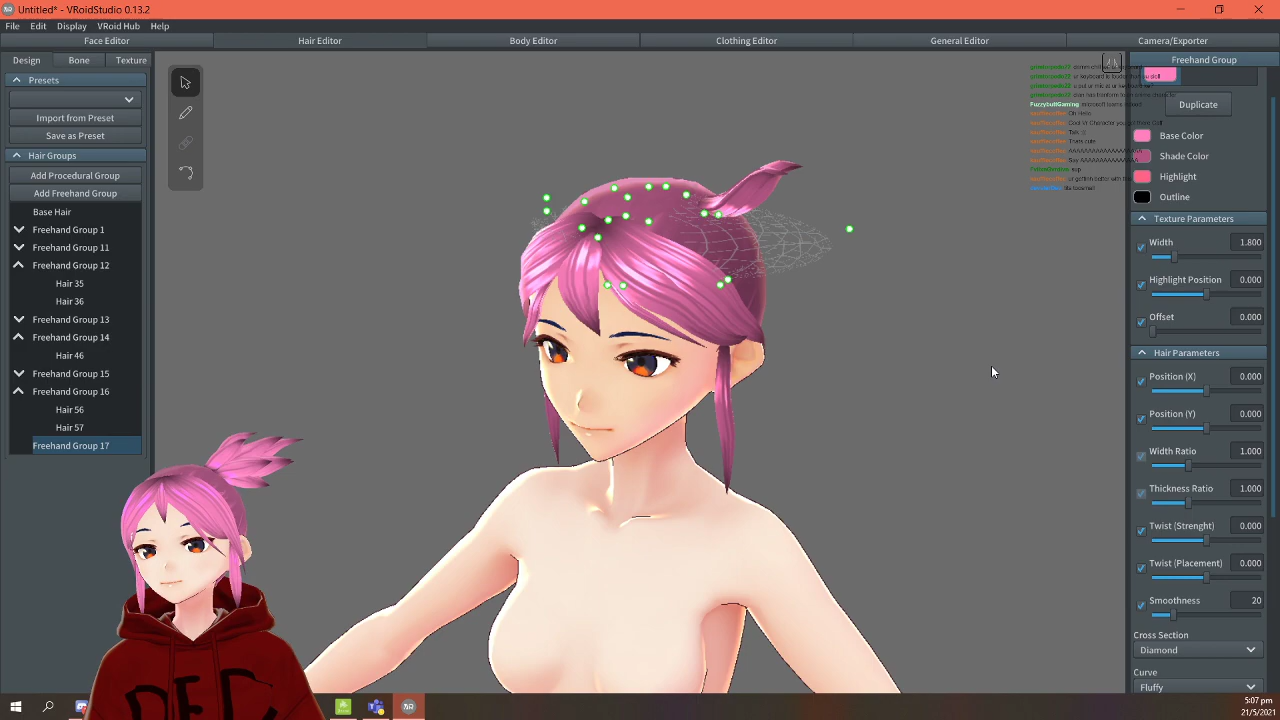 Untitled* - VRoidStudio 0.13.2
File Edit Display VRoid Hub Help
Face Editor Hair Editor Body Editor Clothing Editor General Editor Camera/Exporter
Design Bone Texture
Presets
Import from Preset
Save as Preset
Hair Groups
Add Procedural Group
Add Freehand Group
Base Hair
Freehand Group 1
Freehand Group 11
Freehand Group 12
Hair 35
Hair 36
Freehand Group 13
Freehand Group 14
Hair 46
Freehand Group 15
Freehand Group 16
Hair 56
Hair 57
Freehand Group 17
FuzzybuttGaming
Oh Hello
Thats cute
sup
Freehand Group
Duplicate
Base Color
Shade Color
Highlight
Outline
Texture Parameters
Width 1.800
Highlight Position 0.000
Offset 0.000
Hair Parameters
Position (X) 0.000
Position (Y) 0.000
Width Ratio 1.000
Thickness Ratio 1.000
Twist (Strenght) 0.000
Twist (Placement) 0.000
Smoothness 20
Cross Section
Diamond
Curve
Fluffy
5:07 pm
21/5/2021